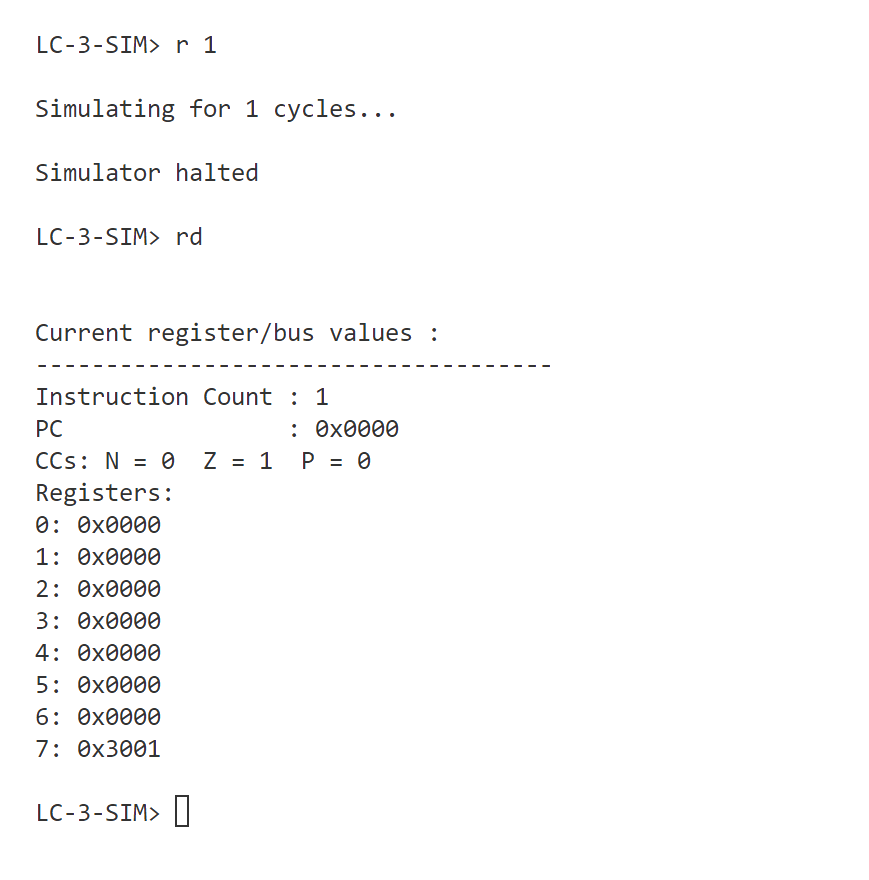 LC-3-SIM> r 1
Simulating for 1 cycles...
Simulator halted
LC-3-SIM> rd
Current register/bus values :
-------------------------------------
Instruction Count : 1
PC                : 0x0000
CCs: N = 0  Z = 1  P = 0
Registers:
0: 0x0000
1: 0x0000
2: 0x0000
3: 0x0000
4: 0x0000
5: 0x0000
6: 0x0000
7: 0x3001
LC-3-SIM>